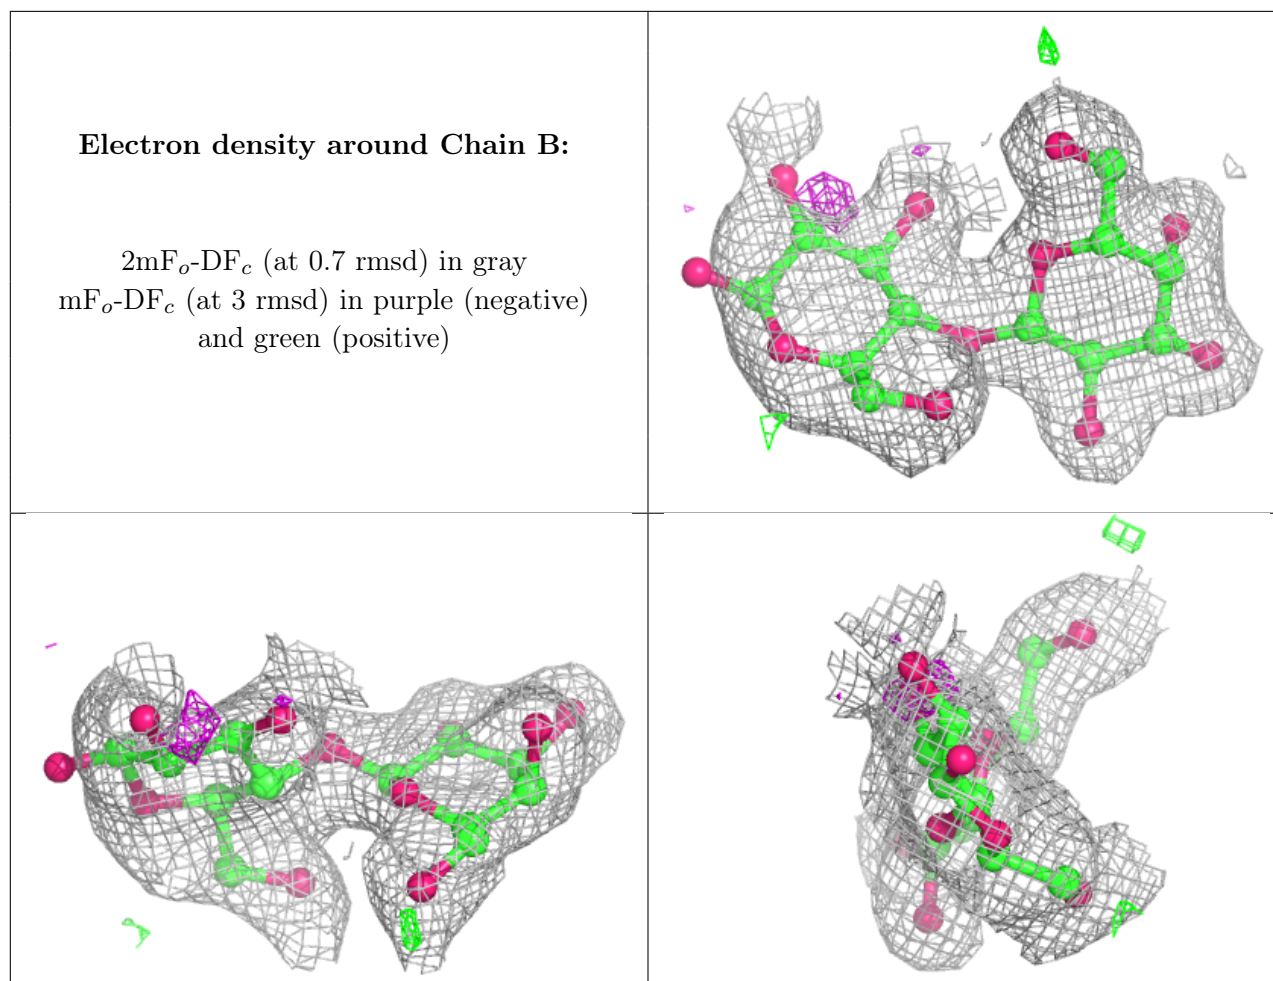 Electron density around Chain B:
2mFo-DFc (at 0.7 rmsd) in gray
mFo-DFc (at 3 rmsd) in purple (negative)
and green (positive)